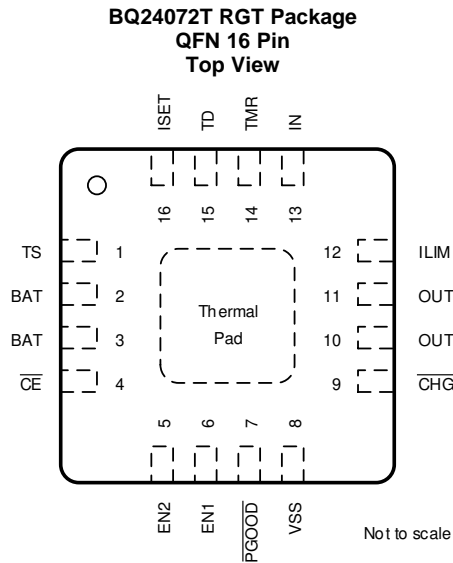 BQ24072T RGT Package
QFN 16 Pin
Top View
ISET TD TMR IN
16 15 14 13
TS 1 12 ILIM
BAT 2 11 OUT
BAT 3 10 OUT
CE 4 9 CHG
Thermal
Pad
5 6 7 8
EN2 EN1 PGOOD VSS
Not to scale